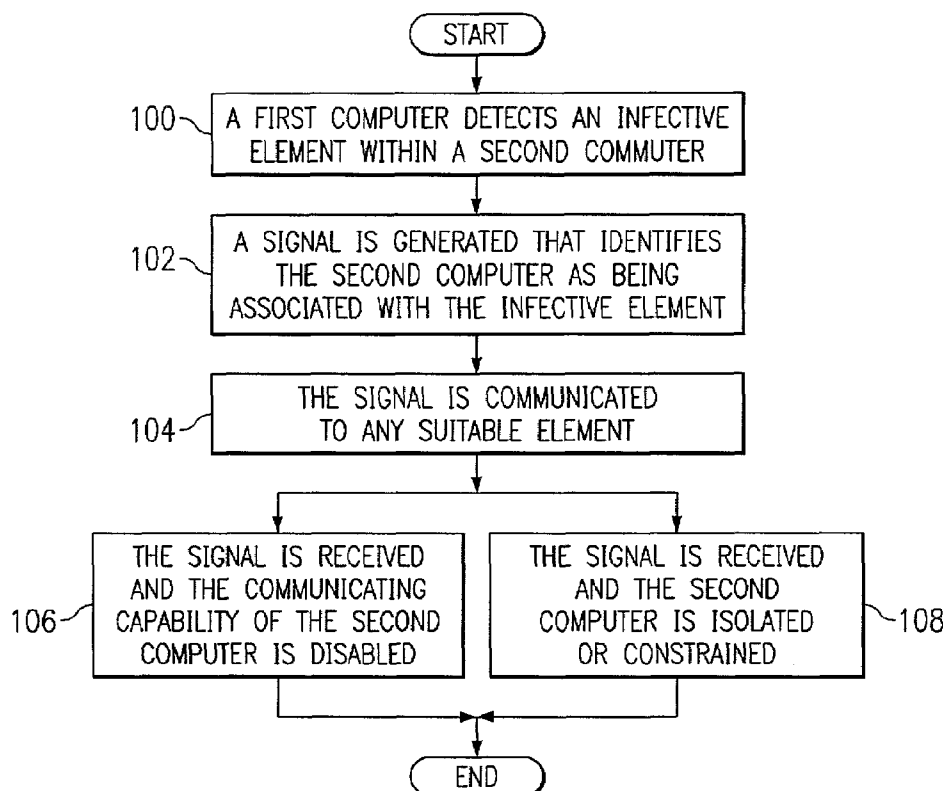 START
100
A FIRST COMPUTER DETECTS AN INFECTIVE
ELEMENT WITHIN A SECOND COMMUTER
102
A SIGNAL IS GENERATED THAT IDENTIFIES
THE SECOND COMPUTER AS BEING
ASSOCIATED WITH THE INFECTIVE ELEMENT
104
THE SIGNAL IS COMMUNICATED
TO ANY SUITABLE ELEMENT
106
THE SIGNAL IS RECEIVED
AND THE COMMUNICATING
CAPABILITY OF THE SECOND
COMPUTER IS DISABLED
THE SIGNAL IS RECEIVED
AND THE SECOND
COMPUTER IS ISOLATED
OR CONSTRAINED
108
END